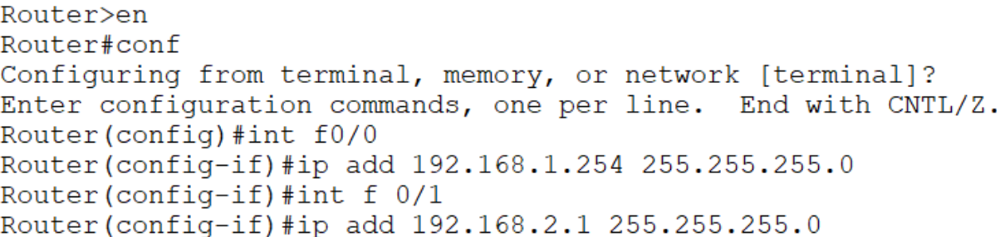 Router>en
Router#conf
Configuring from terminal, memory, or network [terminal]?
Enter configuration commands, one per line.  End with CNTL/Z.
Router(config)#int f0/0
Router(config-if)#ip add 192.168.1.254 255.255.255.0
Router(config-if)#int f 0/1
Router(config-if)#ip add 192.168.2.1 255.255.255.0